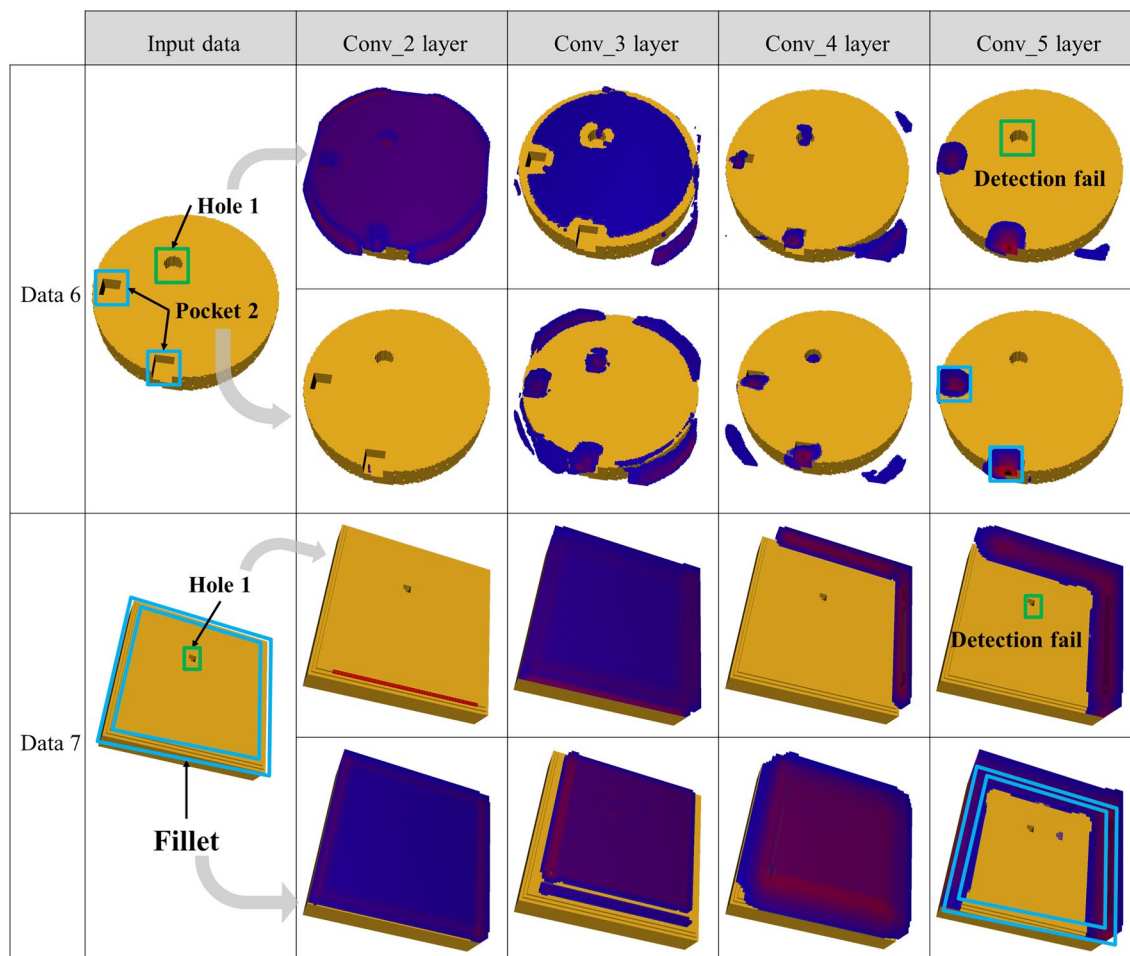 Input data
Conv_2 layer
Conv_3 layer
Conv_4 layer
Conv_5 layer
Data 6
Hole 1
Pocket 2
Detection fail
Data 7
Hole 1
Fillet
Detection fail